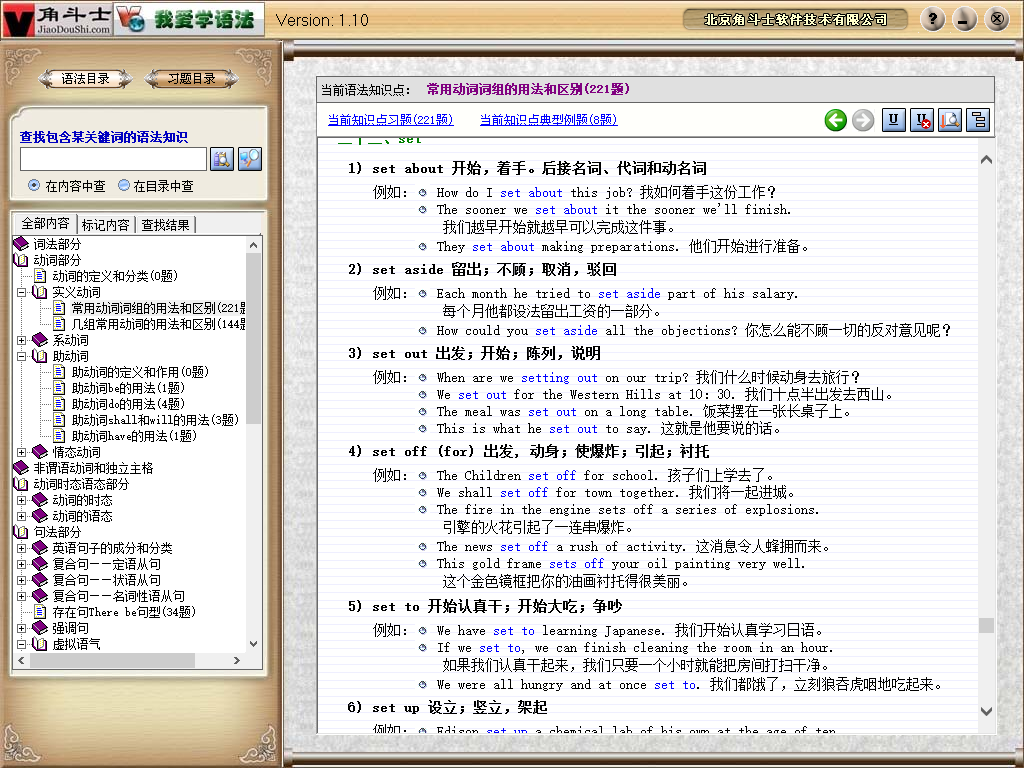 角斗士
JiaoDouShi.com
我爱学语法
Version: 1.10
北京角斗士软件技术有限公司
语法目录
习题目录
查找包含某关键词的语法知识
在内容中查
在目录中查
全部内容
标记内容
查找结果
词法部分
动词部分
动词的定义和分类(0题)
实义动词
常用动词词组的用法和区别(221题
几组常用动词的用法和区别(144题
系动词
助动词
助动词的定义和作用(0题)
助动词be的用法(1题)
助动词do的用法(4题)
助动词shall和will的用法(3题)
助动词have的用法(1题)
情态动词
非谓语动词和独立主格
动词时态语态部分
动词的时态
动词的语态
句法部分
英语句子的成分和分类
复合句——定语从句
复合句——状语从句
复合句——名词性语从句
存在句There be句型(34题)
强调句
虚拟语气
当前语法知识点: 常用动词词组的用法和区别(221题)
当前知识点习题(221题)
当前知识点典型例题(8题)
set
1) set about 开始，着手。后接名词、代词和动名词
例如: How do I set about this job? 我如何着手这份工作?
The sooner we set about it the sooner we'll finish.
我们越早开始就越早可以完成这件事。
They set about making preparations. 他们开始进行准备。
2) set aside 留出; 不顾; 取消, 驳回
例如: Each month he tried to set aside part of his salary.
每个月他都设法留出工资的一部分。
How could you set aside all the objections? 你怎么能不顾一切的反对意见呢?
3) set out 出发; 开始; 陈列, 说明
例如: When are we setting out on our trip? 我们什么时候动身去旅行?
We set out for the Western Hills at 10: 30. 我们十点半出发去西山。
The meal was set out on a long table. 饭菜摆在一张长桌子上。
This is what he set out to say. 这就是他要说的话。
4) set off (for) 出发, 动身; 使爆炸; 引起; 衬托
例如: The Children set off for school. 孩子们上学去了。
We shall set off for town together. 我们将一起进城。
The fire in the engine sets off a series of explosions.
引擎的火花引起了一连串爆炸。
The news set off a rush of activity. 这消息令人蜂拥而来。
This gold frame sets off your oil painting very well.
这个金色镜框把你的油画衬托得很美丽。
5) set to 开始认真干; 开始大吃; 争吵
例如: We have set to learning Japanese. 我们开始认真学习日语。
If we set to, we can finish cleaning the room in an hour.
如果我们认真干起来, 我们只要一个小时就能把房间打扫干净。
We were all hungry and at once set to. 我们都饿了, 立刻狼吞虎咽地吃起来。
6) set up 设立; 竖立, 架起
例如: Edison set up a chemical lab of his own at the age of ten.